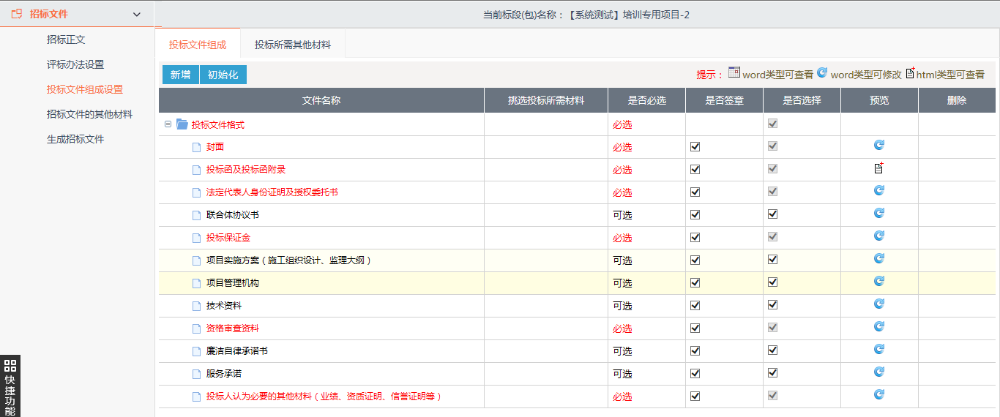 招标文件
当前标段(包)名称：【系统测试】培训专用项目-2
招标正文
评标办法设置
投标文件组成设置
招标文件的其他材料
生成招标文件
快捷功能
投标文件组成 投标所需其他材料
新增 初始化 提示： word类型可查看 word类型可修改 html类型可查看
文件名称 挑选投标所需材料 是否必选 是否签章 是否选择 预览 删除
投标文件格式 必选
封面 必选
投标函及投标函附录 必选
法定代表人身份证明及授权委托书 必选
联合体协议书 可选
投标保证金 必选
项目实施方案（施工组织设计、监理大纲） 可选
项目管理机构 可选
技术资料 可选
资格审查资料 必选
廉洁自律承诺书 可选
服务承诺 可选
投标人认为必要的其他材料（业绩、资质证明、信誉证明等） 必选